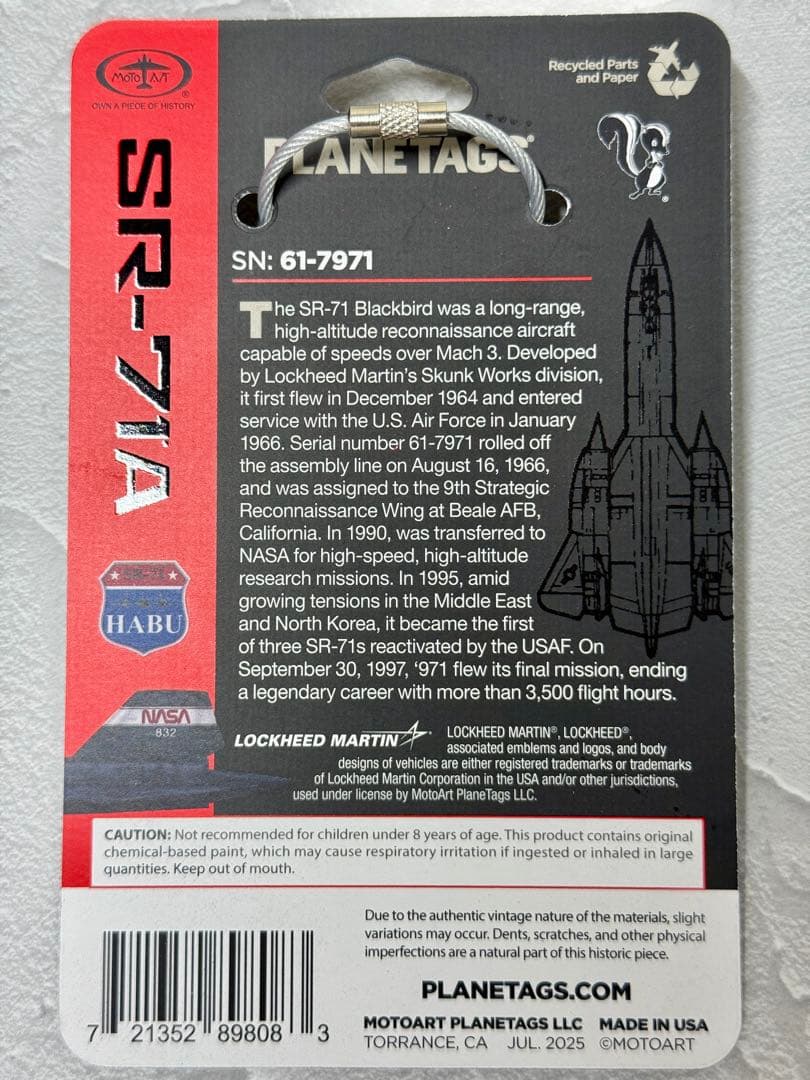 MOTO ART
®
OWN A PIECE OF HISTORY
Recycled Parts
and Paper
PLANETAGS®
®
SR-71A
SN: 61-7971
The SR-71 Blackbird was a long-range,
high-altitude reconnaissance aircraft
capable of speeds over Mach 3. Developed
by Lockheed Martin's Skunk Works division,
it first flew in December 1964 and entered
service with the U.S. Air Force in January
1966. Serial number 61-7971 rolled off
the assembly line on August 16, 1966,
and was assigned to the 9th Strategic
Reconnaissance Wing at Beale AFB,
California. In 1990, was transferred to
NASA for high-speed, high-altitude
research missions. In 1995, amid
growing tensions in the Middle East
and North Korea, it became the first
of three SR-71s reactivated by the USAF. On
September 30, 1997, ‘971 flew its final mission, ending
a legendary career with more than 3,500 flight hours.
SR-71
HABU
NASA
832
LOCKHEED MARTIN
LOCKHEED MARTIN®, LOCKHEED®,
associated emblems and logos, and body
designs of vehicles are either registered trademarks or trademarks
of Lockheed Martin Corporation in the USA and/or other jurisdictions,
used under license by MotoArt PlaneTags LLC.
CAUTION: Not recommended for children under 8 years of age. This product contains original
chemical-based paint, which may cause respiratory irritation if ingested or inhaled in large
quantities. Keep out of mouth.
Due to the authentic vintage nature of the materials, slight
variations may occur. Dents, scratches, and other physical
imperfections are a natural part of this historic piece.
PLANETAGS.COM
MOTOART PLANETAGS LLC MADE IN USA
TORRANCE, CA JUL. 2025 ©MOTOART
7 21352 89808 3